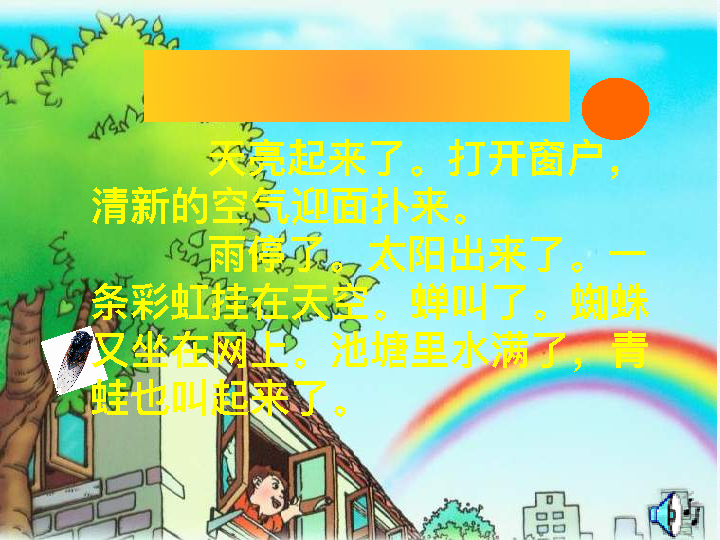 天亮起来了。打开窗户，
清新的空气迎面扑来。
雨停了。太阳出来了。一
条彩虹挂在天空。蝉叫了。蜘蛛
又坐在网上。池塘里水满了，青
蛙也叫起来了。